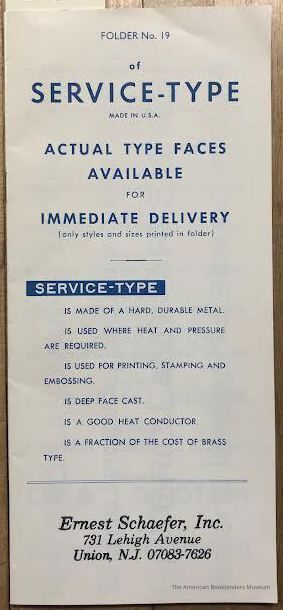 FOLDER No. 19
of
SERVICE-TYPE
MADE IN U.S.A.
ACTUAL TYPE FACES
AVAILABLE
FOR
IMMEDIATE DELIVERY
(only styles and sizes printed in folder)
SERVICE-TYPE
IS MADE OF A HARD, DURABLE METAL.
IS USED WHERE HEAT AND PRESSURE
ARE REQUIRED.
IS USED FOR PRINTING, STAMPING AND
EMBOSSING.
IS DEEP FACE CAST.
IS A GOOD HEAT CONDUCTOR.
IS A FRACTION OF THE COST OF BRASS
TYPE.
Ernest Schaefer, Inc.
731 Lehigh Avenue
Union, N.J. 07083-7626
The American Bookbinders Museum